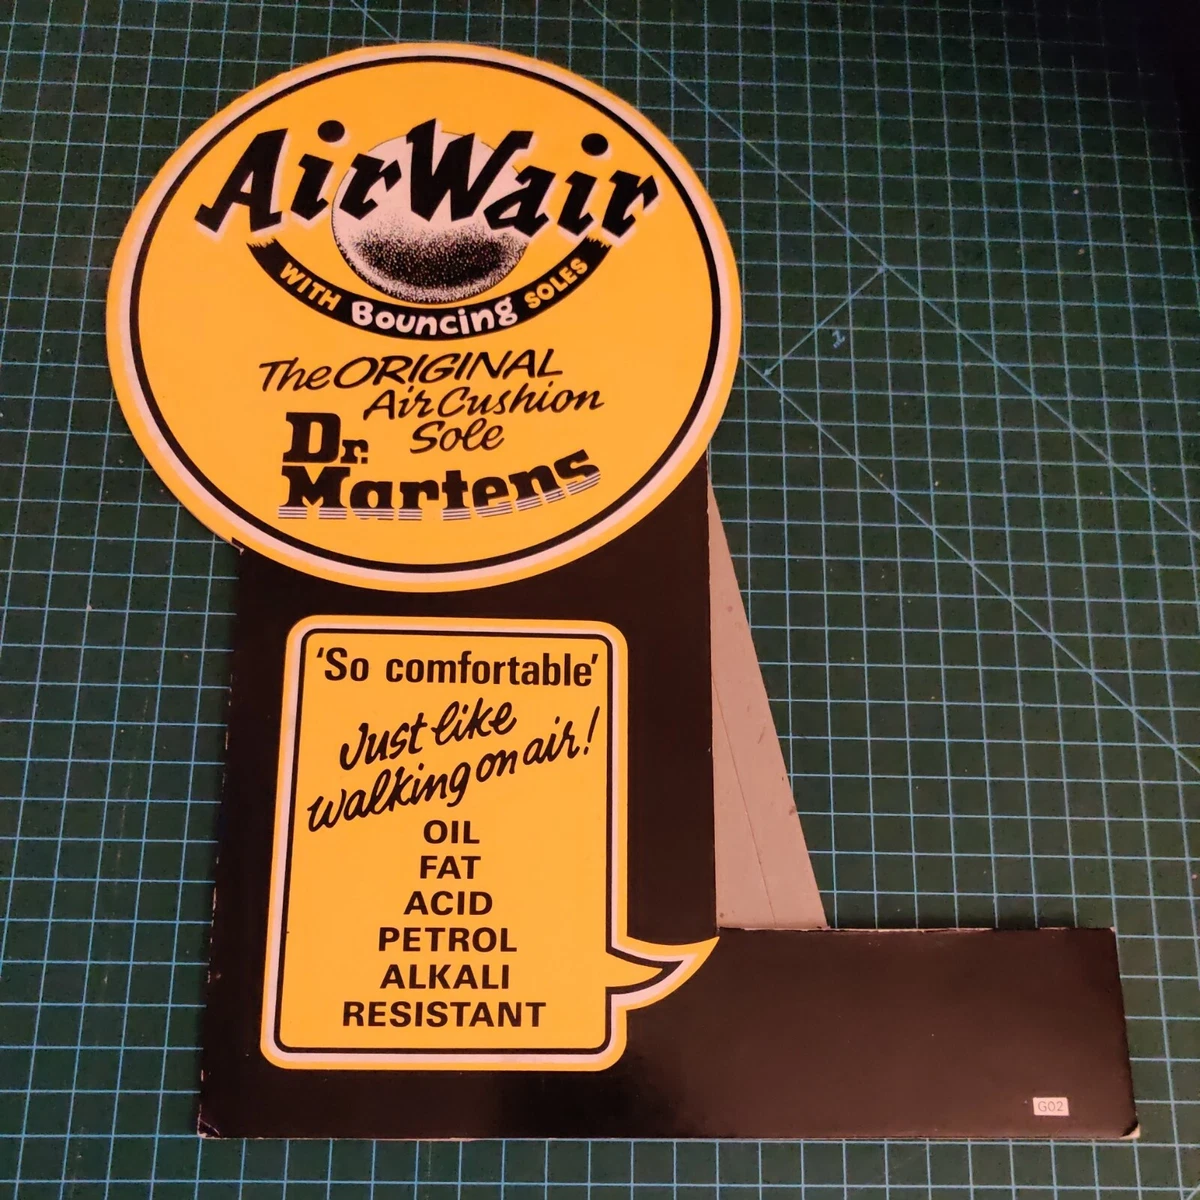 AirWair
WITH Bouncing SOLES
The ORIGINAL
Air Cushion
Sole
Dr.
Martens
'So comfortable'
Just like
walking on air!
OIL
FAT
ACID
PETROL
ALKALI
RESISTANT
G02
2